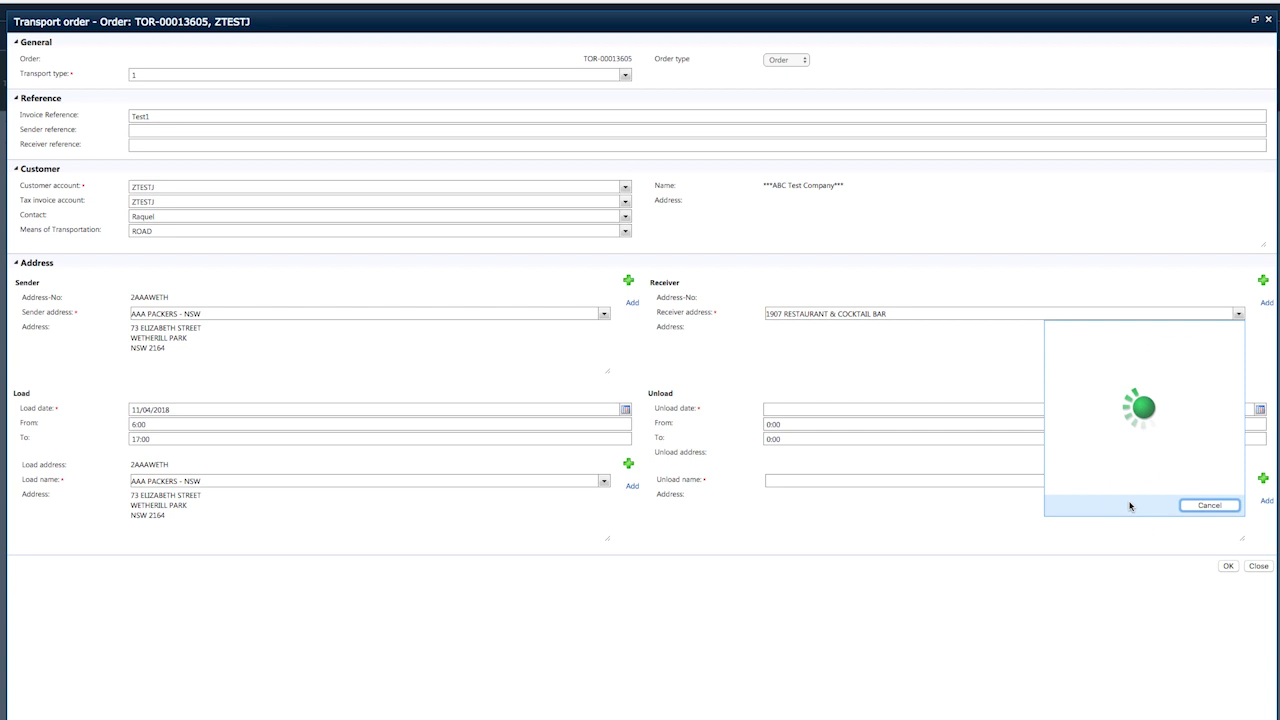 Transport order - Order: TOR-00013605, ZTESTJ
General
Order: TOR-00013605 Order type Order
Transport type: * 1
Reference
Invoice Reference: Test1
Sender reference:
Receiver reference:
Customer
Customer account: * ZTESTJ Name: ***ABC Test Company***
Tax invoice account: ZTESTJ Address:
Contact: Raquel
Means of Transportation: ROAD
Address
Sender Receiver
Address-No: 2AAAWETH Add Address-No: Add
Sender address: * AAA PACKERS - NSW Receiver address: * 1907 RESTAURANT & COCKTAIL BAR
Address: 73 ELIZABETH STREET Address:
WETHERILL PARK
NSW 2164
Load Unload
Load date: * 11/04/2018 Unload date: *
From: 6:00 From: 0:00
To: 17:00 To: 0:00
Unload address:
Load address: 2AAAWETH
Load name: * AAA PACKERS - NSW Add Unload name: *
Address: 73 ELIZABETH STREET Address: Add
WETHERILL PARK
NSW 2164
Cancel
OK Close